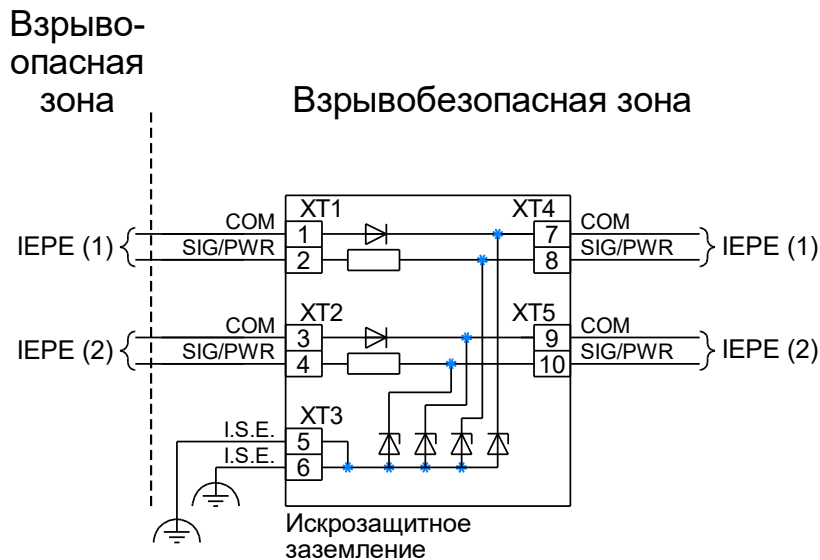 Взрыво-
опасная
зона
Взрывобезопасная зона
XT1
XT4
IEPE (1)
COM
1
7
COM
IEPE (1)
SIG/PWR
2
8
SIG/PWR
XT2
XT5
IEPE (2)
COM
3
9
COM
IEPE (2)
SIG/PWR
4
10
SIG/PWR
XT3
I.S.E.
5
I.S.E.
6
Искрозащитное
заземление